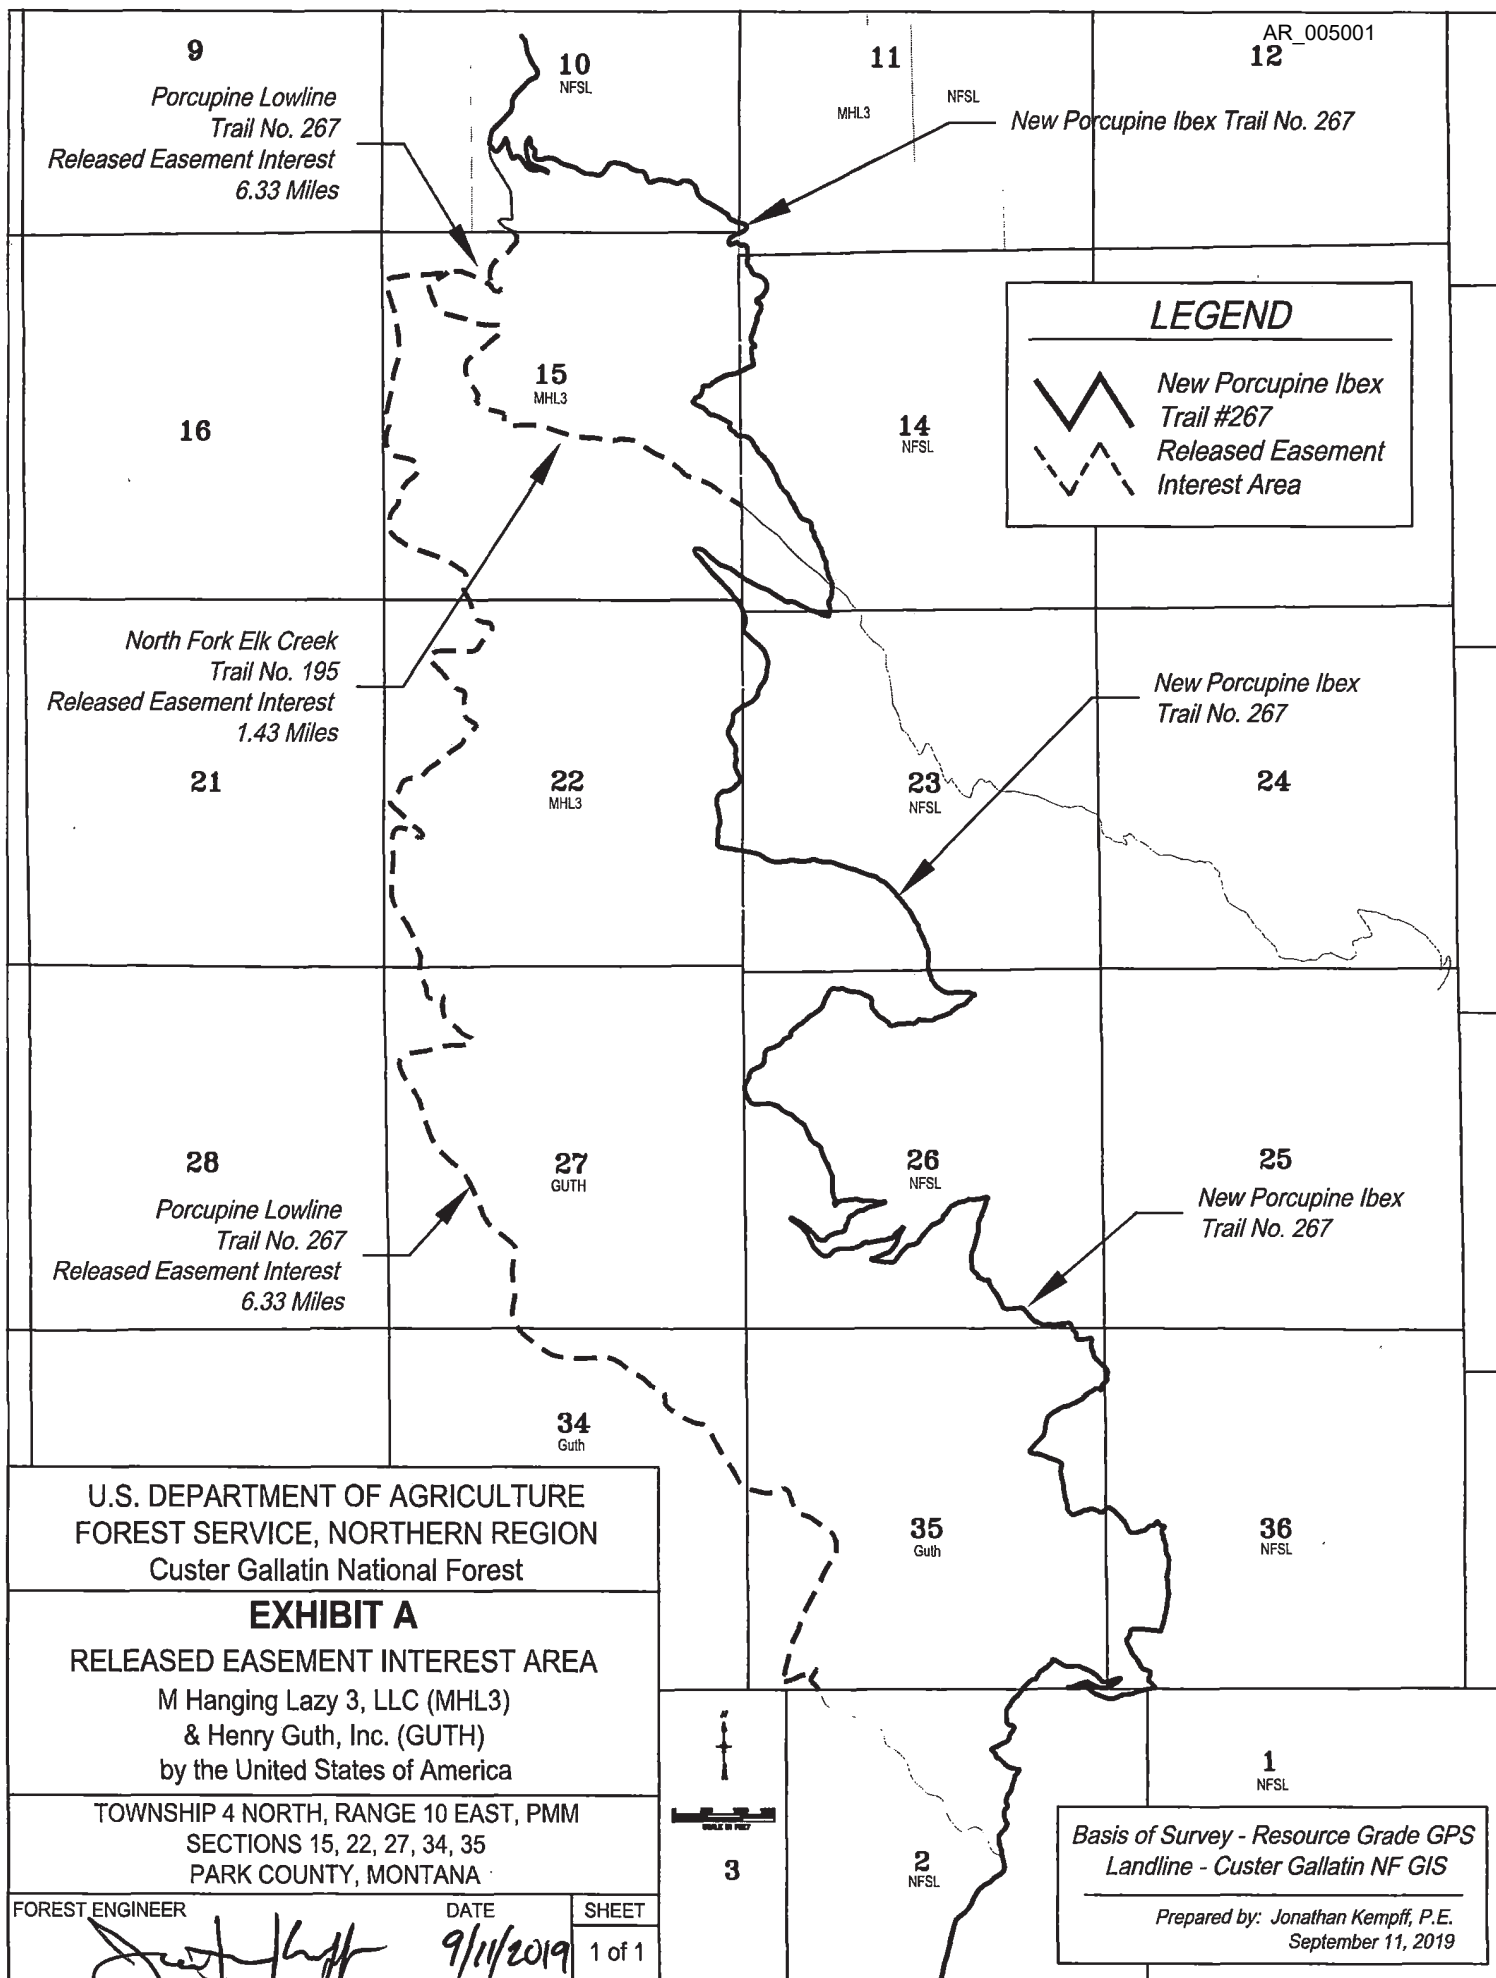 AR_005001
9
10
NFSL
11
12
MHL3
NFSL
Porcupine Lowline
Trail No. 267
Released Easement Interest
6.33 Miles
New Porcupine Ibex Trail No. 267
LEGEND
New Porcupine Ibex
Trail #267
Released Easement
Interest Area
16
15
MHL3
14
NFSL
North Fork Elk Creek
Trail No. 195
Released Easement Interest
1.43 Miles
New Porcupine Ibex
Trail No. 267
21
22
MHL3
23
NFSL
24
28
27
GUTH
26
NFSL
25
Porcupine Lowline
Trail No. 267
Released Easement Interest
6.33 Miles
New Porcupine Ibex
Trail No. 267
34
Guth
35
Guth
36
NFSL
U.S. DEPARTMENT OF AGRICULTURE
FOREST SERVICE, NORTHERN REGION
Custer Gallatin National Forest
EXHIBIT A
RELEASED EASEMENT INTEREST AREA
M Hanging Lazy 3, LLC (MHL3)
& Henry Guth, Inc. (GUTH)
by the United States of America
TOWNSHIP 4 NORTH, RANGE 10 EAST, PMM
SECTIONS 15, 22, 27, 34, 35
PARK COUNTY, MONTANA
FOREST ENGINEER
DATE
9/11/2019
SHEET
1 of 1
SCALE IN FEET
3
2
NFSL
1
NFSL
Basis of Survey - Resource Grade GPS
Landline - Custer Gallatin NF GIS
Prepared by: Jonathan Kempff, P.E.
September 11, 2019